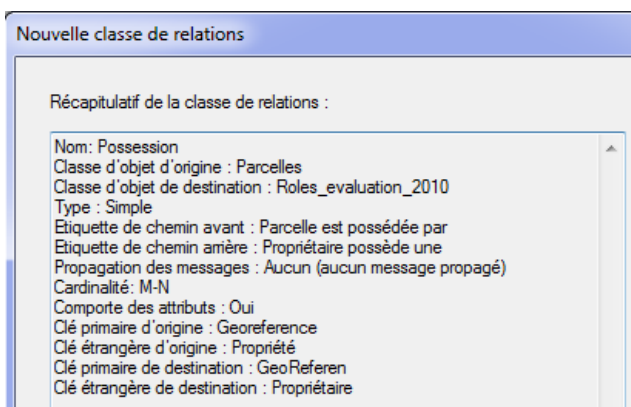 Nouvelle classe de relations
Récapitulatif de la classe de relations :
Nom: Possession
Classe d'objet d'origine : Parcelles
Classe d'objet de destination : Roles_evaluation_2010
Type : Simple
Etiquette de chemin avant : Parcelle est possédée par
Etiquette de chemin arrière : Propriétaire possède une
Propagation des messages : Aucun (aucun message propagé)
Cardinalité: M-N
Comporte des attributs : Oui
Clé primaire d'origine : Georeference
Clé étrangère d'origine : Propriété
Clé primaire de destination : GeoReferen
Clé étrangère de destination : Propriétaire